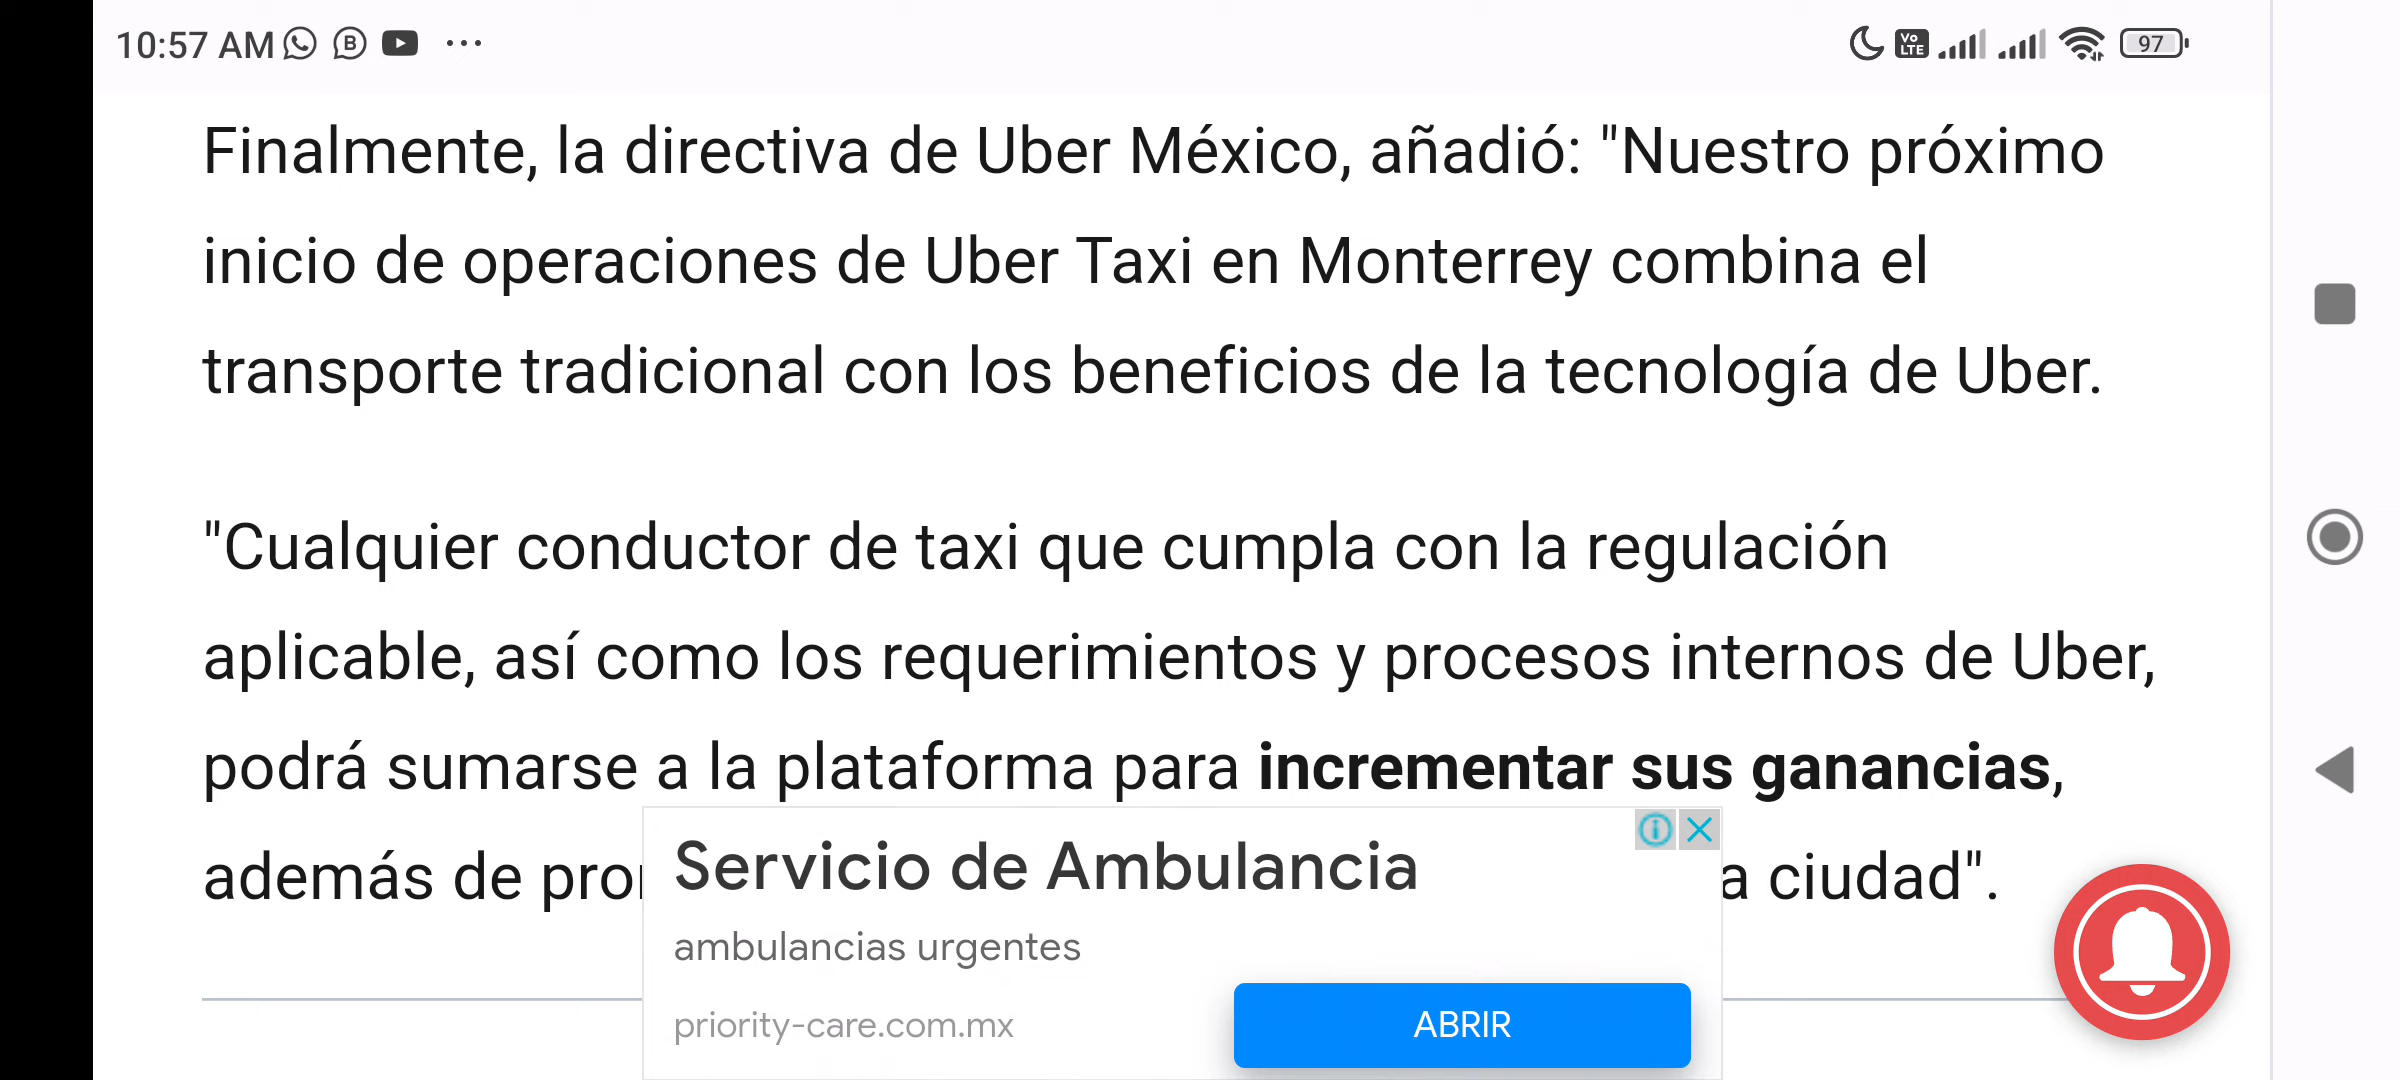 10:57 AM
Vo LTE
97
Finalmente, la directiva de Uber México, añadió: "Nuestro próximo
inicio de operaciones de Uber Taxi en Monterrey combina el
transporte tradicional con los beneficios de la tecnología de Uber.
"Cualquier conductor de taxi que cumpla con la regulación
aplicable, así como los requerimientos y procesos internos de Uber,
podrá sumarse a la plataforma para incrementar sus ganancias,
además de
ciudad".
Servicio de Ambulancia
ambulancias urgentes
priority-care.com.mx
ABRIR